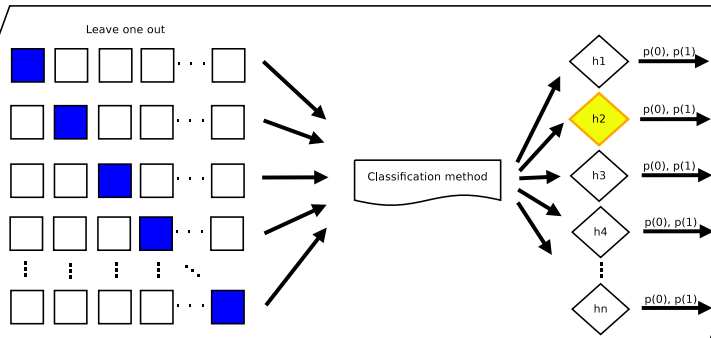 Leave one out
Classification method
h1
p(0), p(1)
h2
p(0), p(1)
h3
p(0), p(1)
h4
p(0), p(1)
hn
p(0), p(1)